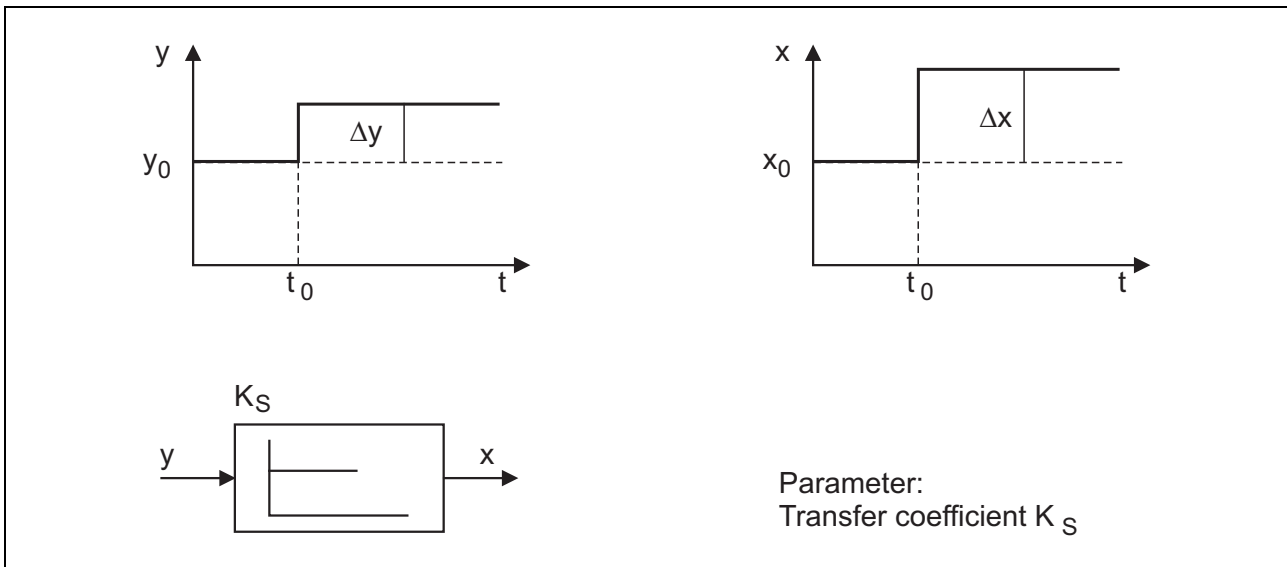 y
Δy
y0
t0
t
x
Δx
x0
t0
t
KS
y
x
Parameter:
Transfer coefficient KS